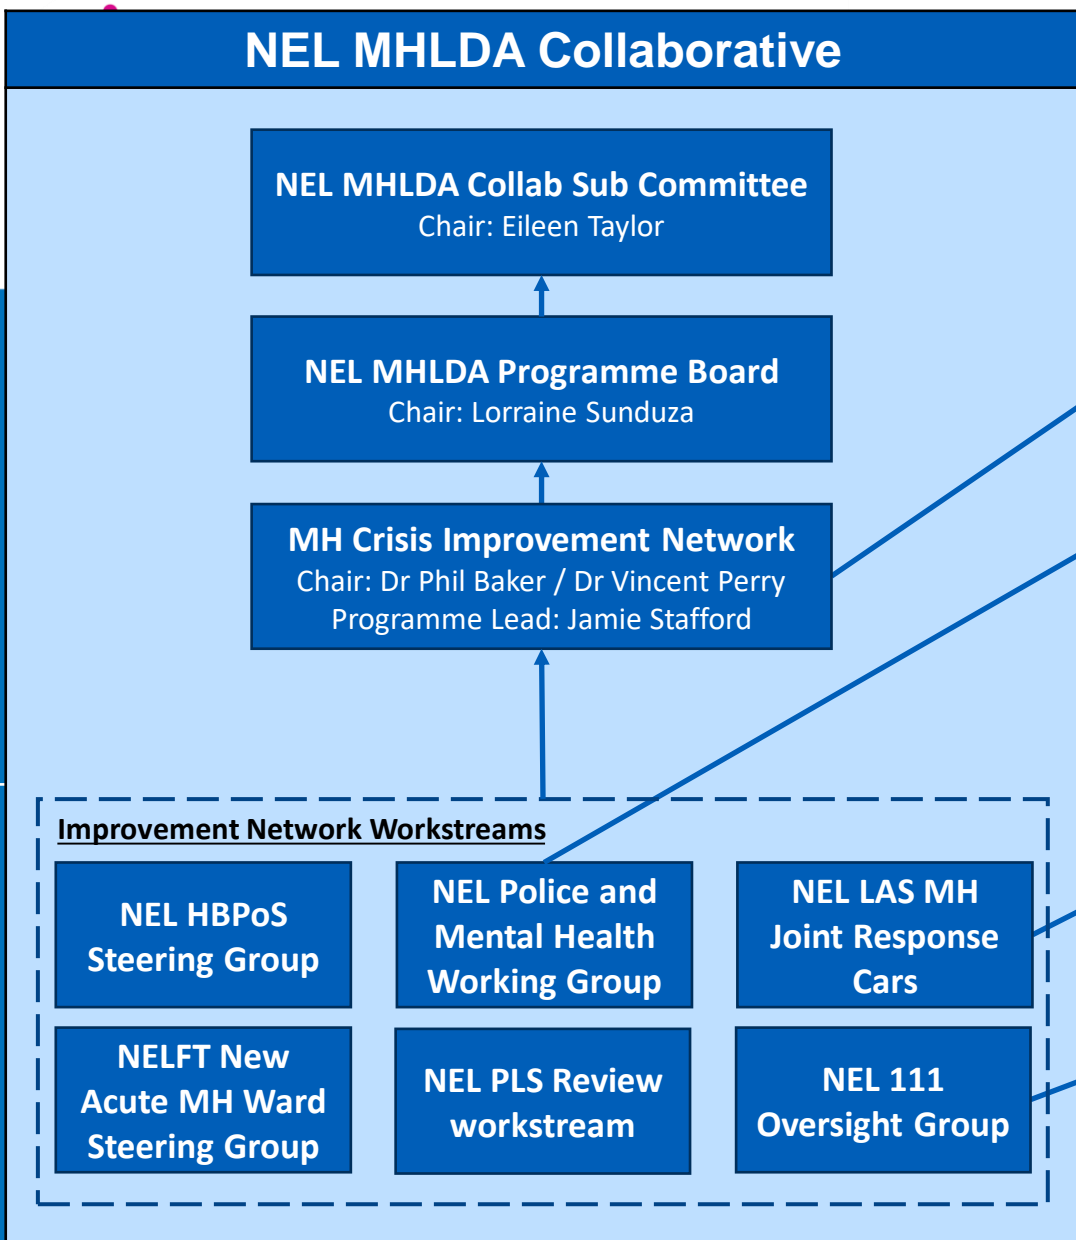 NEL MHLDA Collaborative
NEL MHLDA Collab Sub Committee
Chair: Eileen Taylor
NEL MHLDA Programme Board
Chair: Lorraine Sunduza
MH Crisis Improvement Network
Chair: Dr Phil Baker / Dr Vincent Perry
Programme Lead: Jamie Stafford
Improvement Network Workstreams
NEL HBPoS
Steering Group
NEL Police and
Mental Health
Working Group
NEL LAS MH
Joint Response
Cars
NELFT New
Acute MH Ward
Steering Group
NEL PLS Review
workstream
NEL 111
Oversight Group